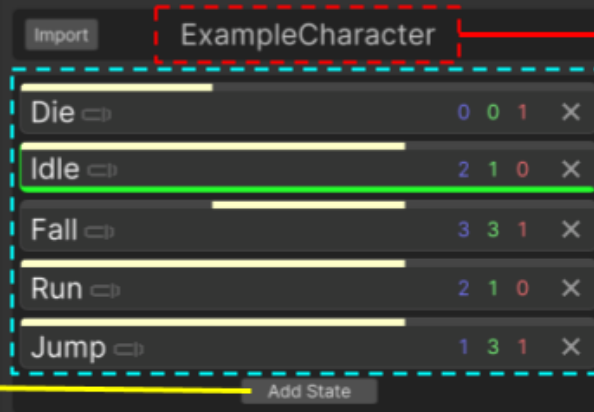 Import ExampleCharacter
Die 0 0 1 ×
Idle 2 1 0 ×
Fall 3 3 1 ×
Run 2 1 0 ×
Jump 1 3 1 ×
Add State